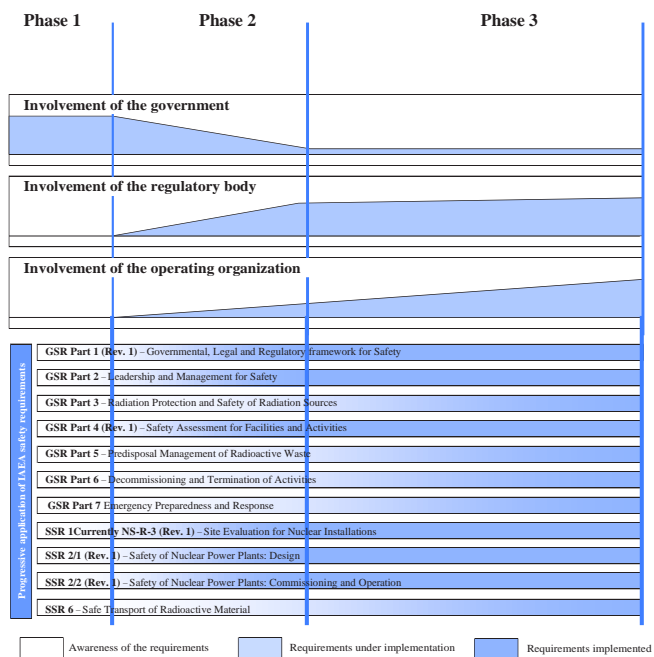 Phase 1 Phase 2 Phase 3
Involvement of the government
Involvement of the regulatory body
Involvement of the operating organization
Progressive application of IAEA safety requirements
GSR Part 1 (Rev. 1) – Governmental, Legal and Regulatory framework for Safety
GSR Part 2 – Leadership and Management for Safety
GSR Part 3 – Radiation Protection and Safety of Radiation Sources
GSR Part 4 (Rev. 1) – Safety Assessment for Facilities and Activities
GSR Part 5 – Predisposal Management of Radioactive Waste
GSR Part 6 – Decommissioning and Termination of Activities
GSR Part 7 Emergency Preparedness and Response
SSR 1Currently NS-R-3 (Rev. 1) – Site Evaluation for Nuclear Installations
SSR 2/1 (Rev. 1) – Safety of Nuclear Power Plants: Design
SSR 2/2 (Rev. 1) – Safety of Nuclear Power Plants: Commissioning and Operation
SSR 6 – Safe Transport of Radioactive Material
Awareness of the requirements Requirements under implementation Requirements implemented